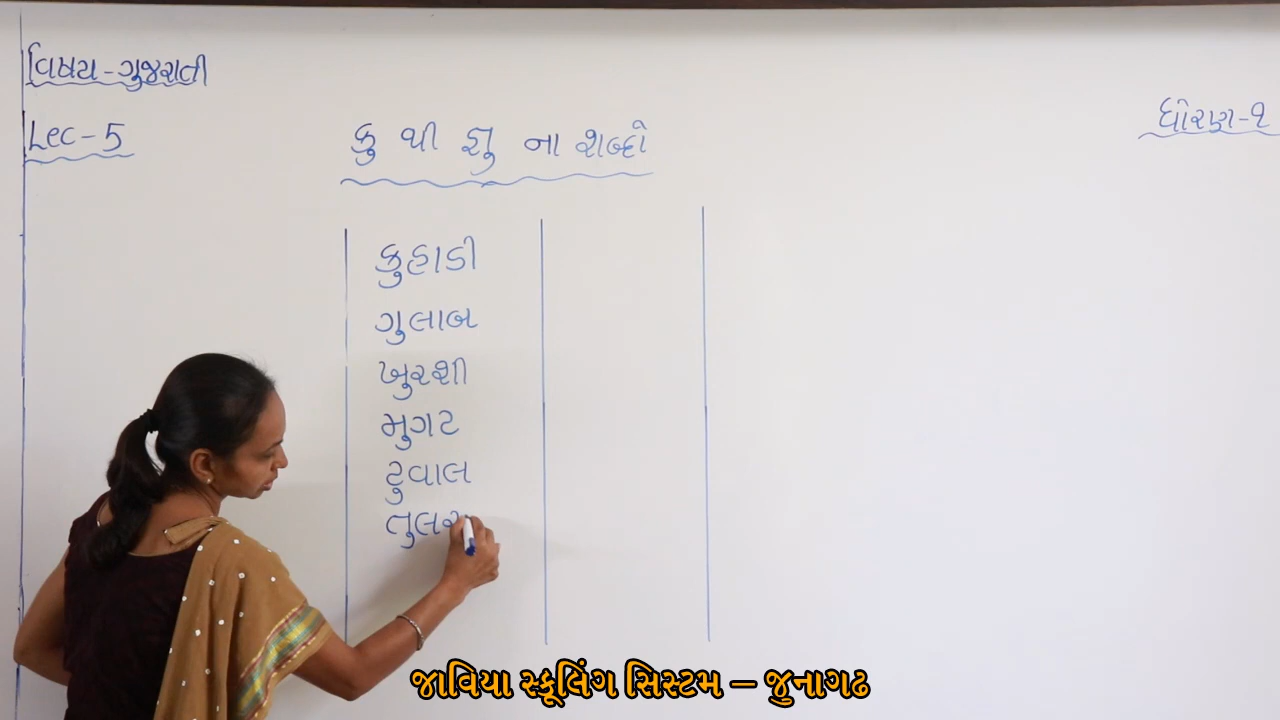 વિષય - ગુજરાતી
ધોરણ - ૧
Lec - 5
કુ થી જ્ઞુ ના શબ્દો
કુહાડી
ગુલાબ
ખુરશી
મુગટ
ટુવાલ
જાવિયા સ્કૂલિંગ સિસ્ટમ – જુનાગઢ